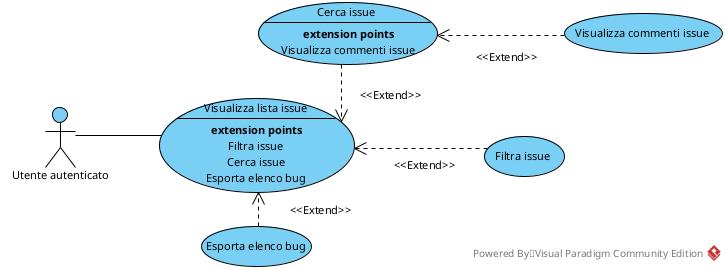 Cerca issue
extension points
Visualizza commenti issue
Visualizza commenti issue
<<Extend>>
<<Extend>>
Visualizza lista issue
extension points
Filtra issue
Cerca issue
Esporta elenco bug
Utente autenticato
Filtra issue
<<Extend>>
<<Extend>>
Esporta elenco bug
Powered By Visual Paradigm Community Edition